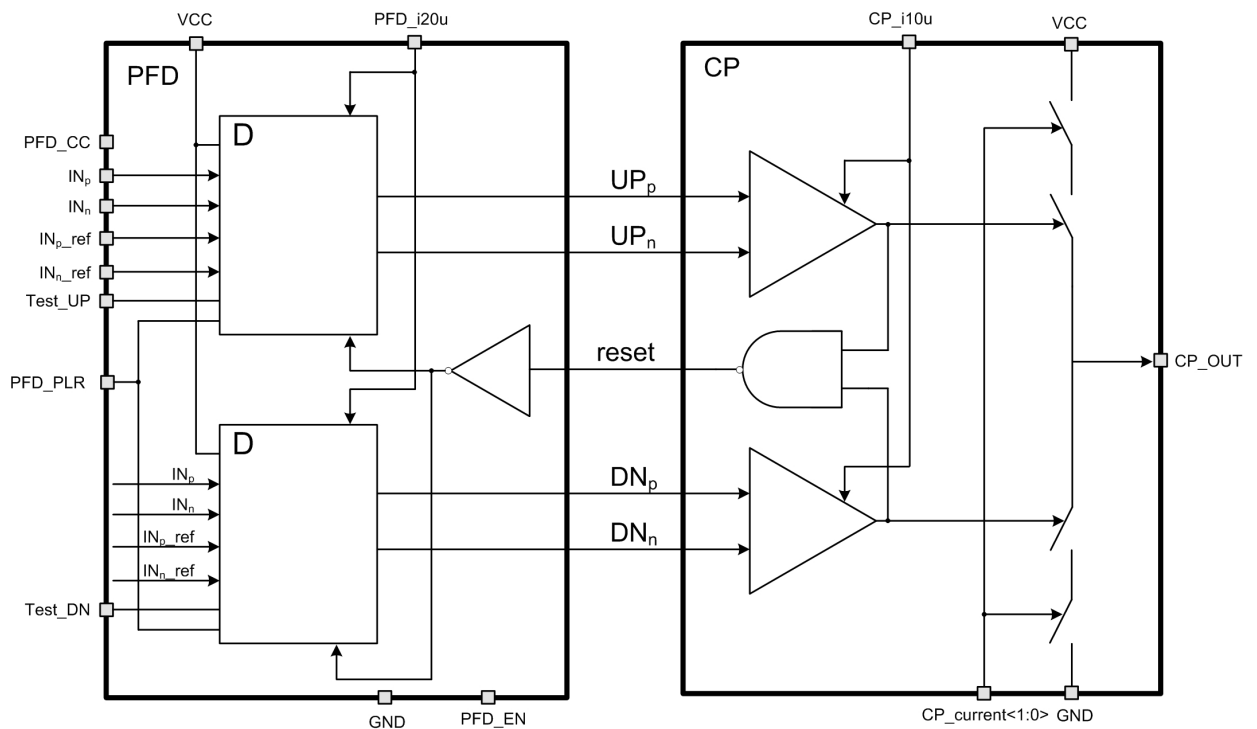 VCC
PFD_i20u
CP_i10u
VCC
PFD
CP
D
PFD_CC
INp
INn
INp_ref
INn_ref
Test_UP
UPp
UPn
reset
PFD_PLR
CP_OUT
D
INp
INn
INp_ref
INn_ref
Test_DN
DNp
DNn
GND
PFD_EN
CP_current<1:0>
GND